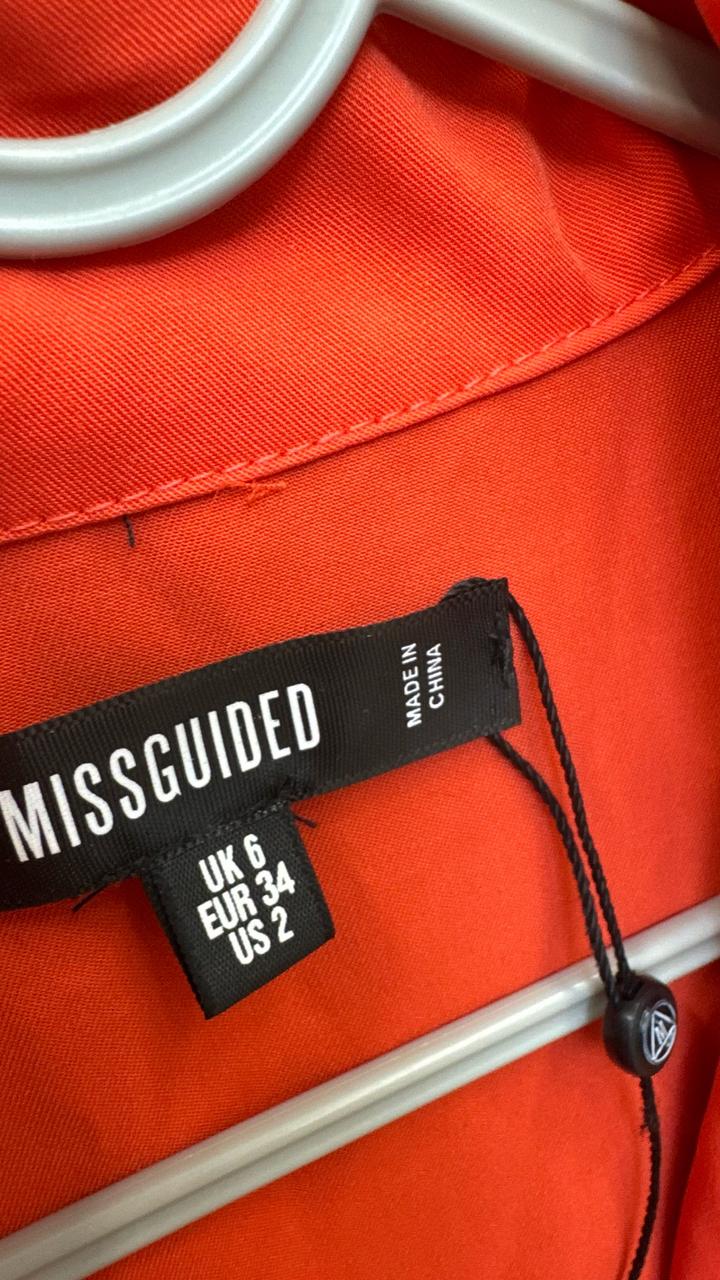 MISSGUIDED
MADE IN
CHINA
UK 6
EUR 34
US 2